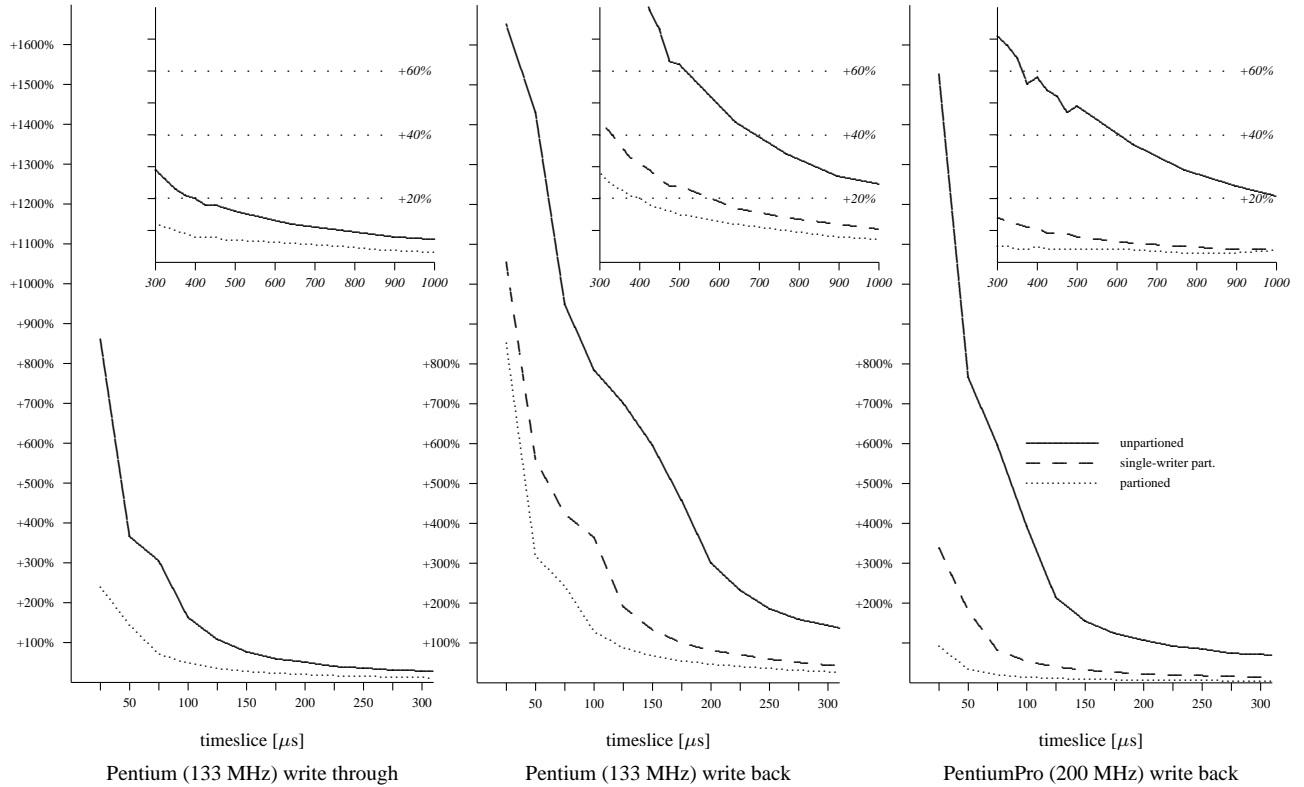 +1600%
+1500%
+1400%
+1300%
+1200%
+1100%
+1000%
+900%
+800%
+700%
+600%
+500%
+400%
+300%
+200%
+100%
+60%
+40%
+20%
300 400 500 600 700 800 900 1000
50 100 150 200 250 300
timeslice [μs]
Pentium (133 MHz) write through
+800%
+700%
+600%
+500%
+400%
+300%
+200%
+100%
+60%
+40%
+20%
300 400 500 600 700 800 900 1000
50 100 150 200 250 300
timeslice [μs]
Pentium (133 MHz) write back
+800%
+700%
+600%
+500%
+400%
+300%
+200%
+60%
+40%
+20%
300 400 500 600 700 800 900 1000
unpartioned
single-writer part.
partioned
50 100 150 200 250 300
timeslice [μs]
PentiumPro (200 MHz) write back